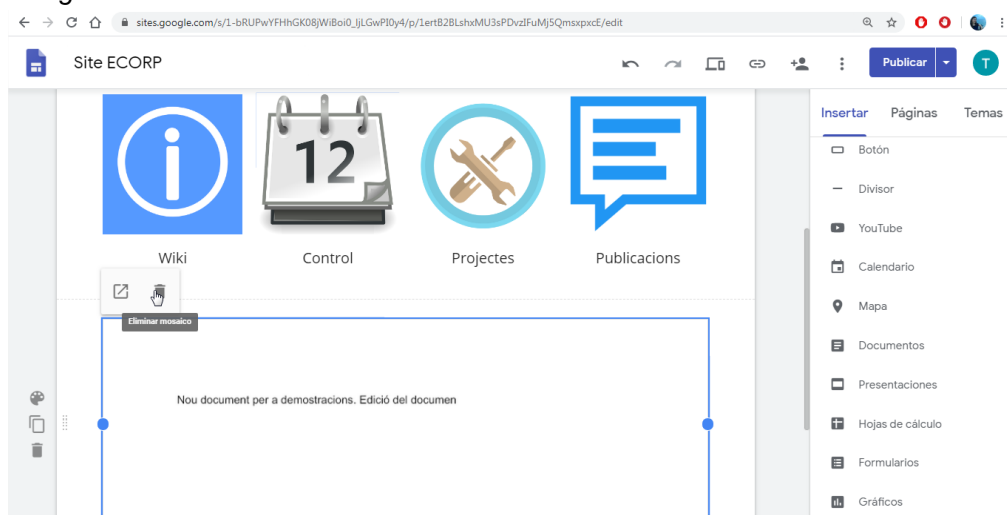 sites.google.com/s/1-bRUPwYFHhGK08jWiBoi0_ljLGwPI0y4/p/1ertB2BLshxMU3sPDvzIFuMj5QmsxpxcE/edit
Site ECORP
Publicar
T
Insertar Páginas Temas
12
Wiki Control Projectes Publicacions
Eliminar mosaico
Nou document per a demostracions. Edició del documen
Botón
Divisor
YouTube
Calendario
Mapa
Documentos
Presentaciones
Hojas de cálculo
Formularios
Gráficos